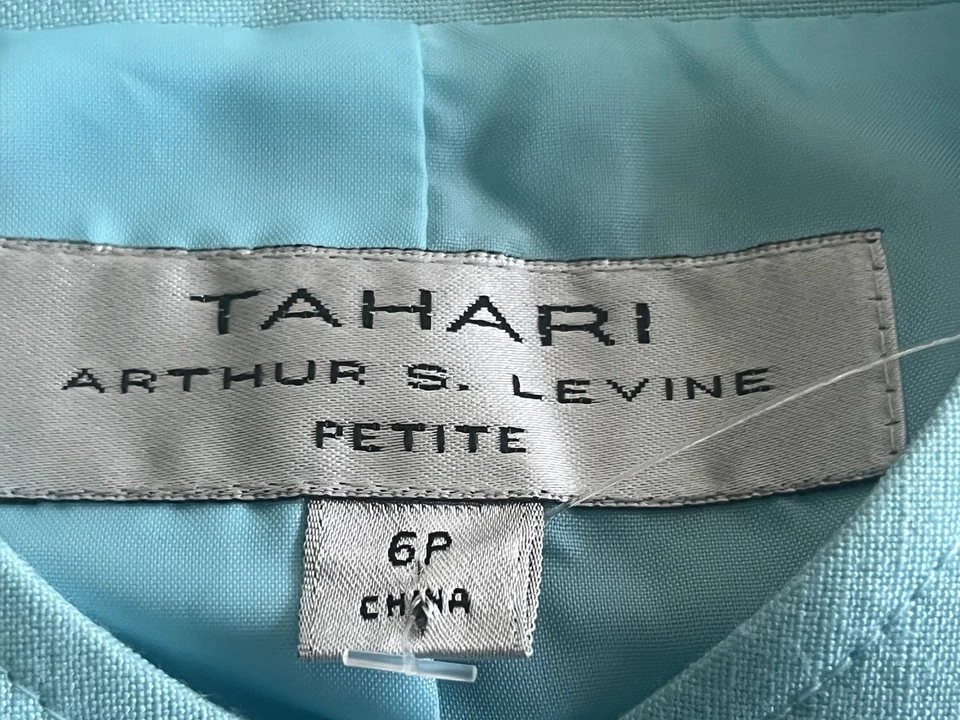 TAHARI
ARTHUR S. LEVINE
PETITE
6P
CHINA